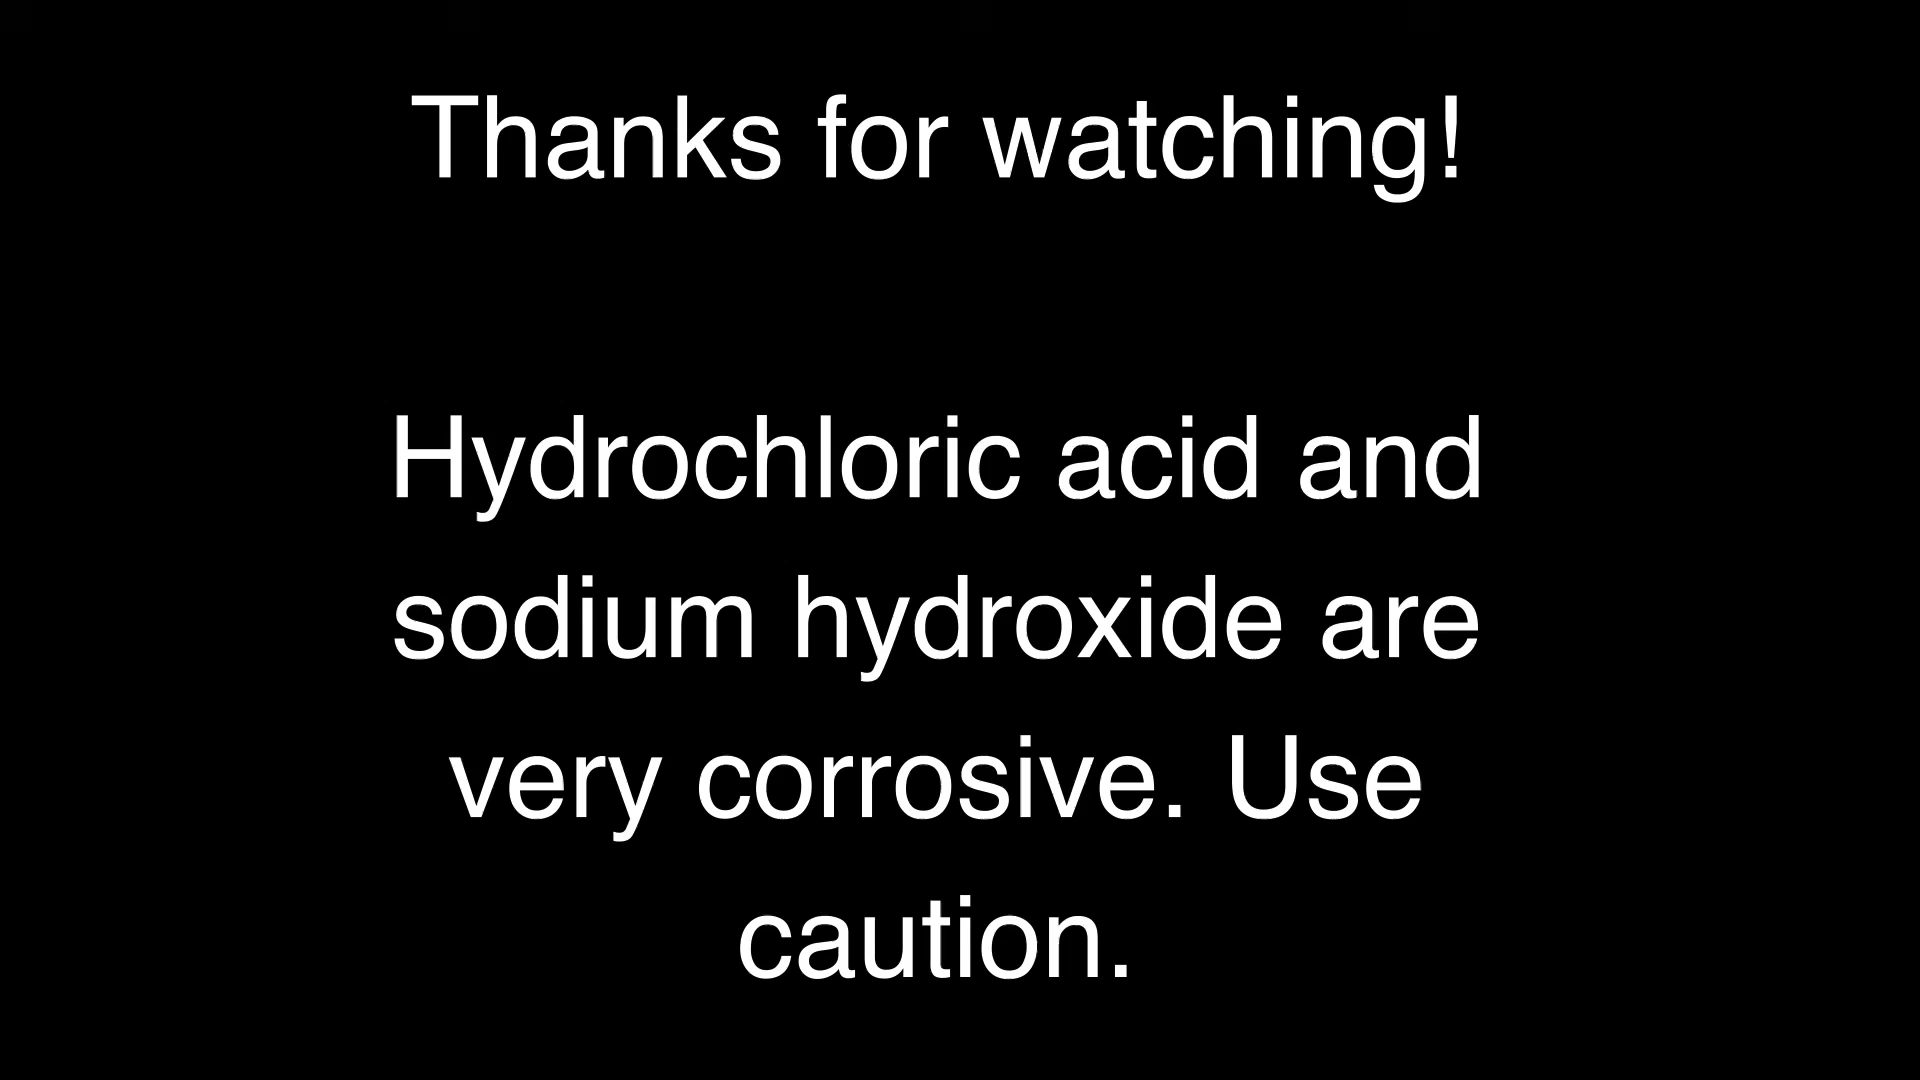 Thanks for watching!
Hydrochloric acid and
sodium hydroxide are
very corrosive. Use
caution.